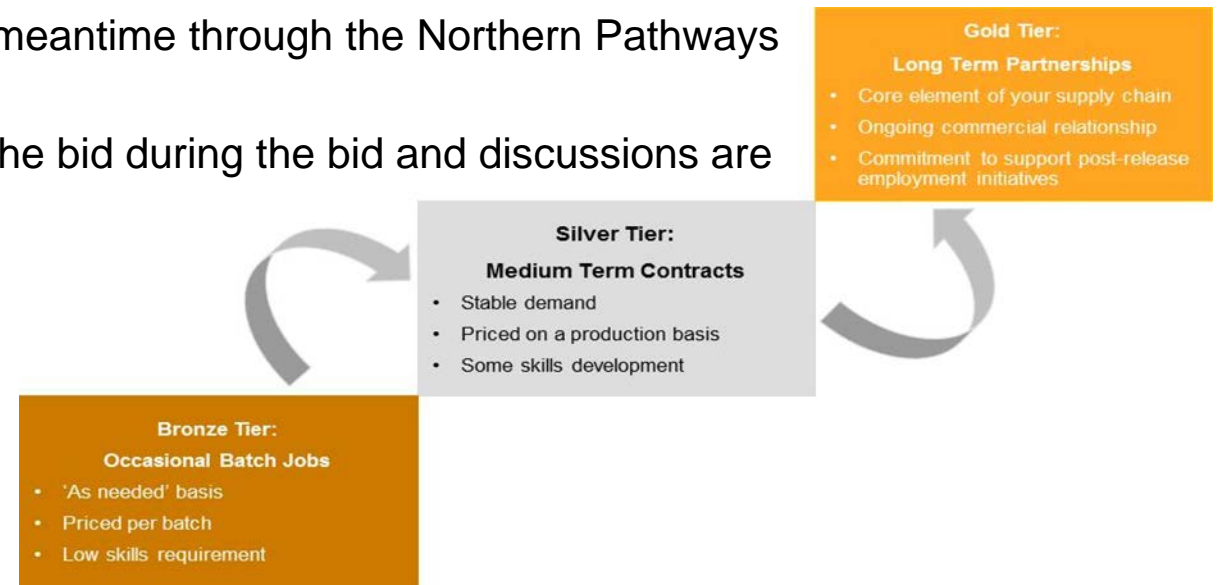 meantime through the Northern Pathways
he bid during the bid and discussions are
Gold Tier:
Long Term Partnerships
• Core element of your supply chain
• Ongoing commercial relationship
• Commitment to support post-release
employment initiatives
Silver Tier:
Medium Term Contracts
• Stable demand
• Priced on a production basis
• Some skills development
Bronze Tier:
Occasional Batch Jobs
• 'As needed' basis
• Priced per batch
• Low skills requirement